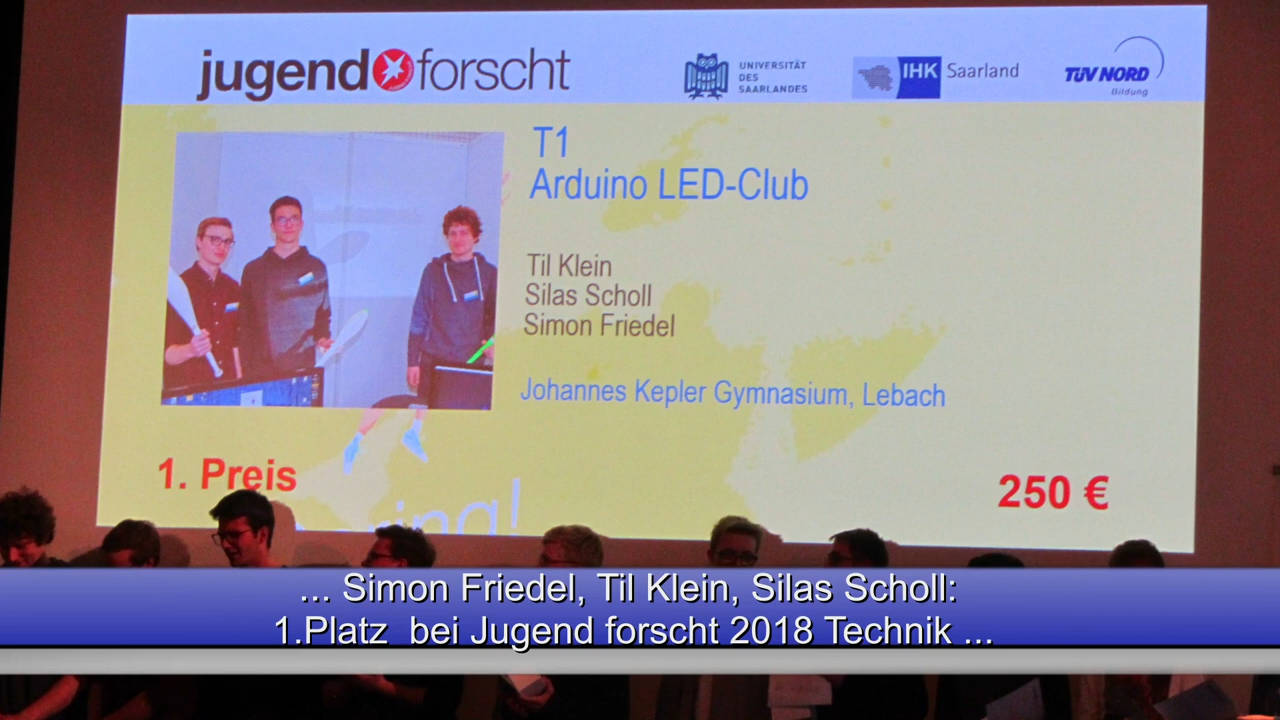 jugend forscht
UNIVERSITÄT
DES
SAARLANDES
IHK Saarland
TÜV NORD
Bildung
T1
Arduino LED-Club
Til Klein
Silas Scholl
Simon Friedel
Johannes Kepler Gymnasium, Lebach
1. Preis
250 €
... Simon Friedel, Til Klein, Silas Scholl:
1.Platz bei Jugend forscht 2018 Technik ...